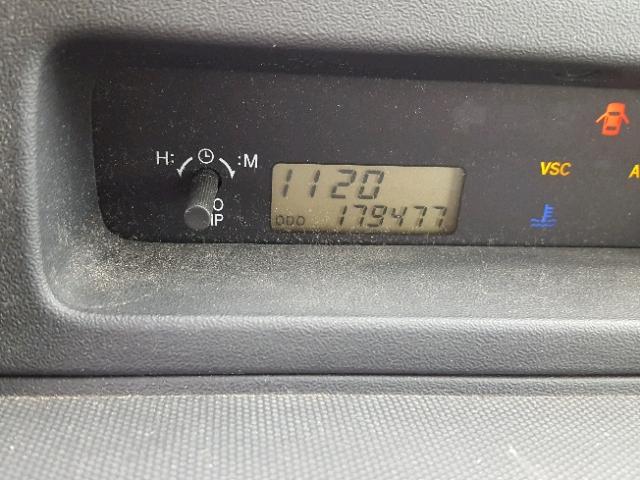 H: :M
1120
VSC
A
O
IP
ODO 179477